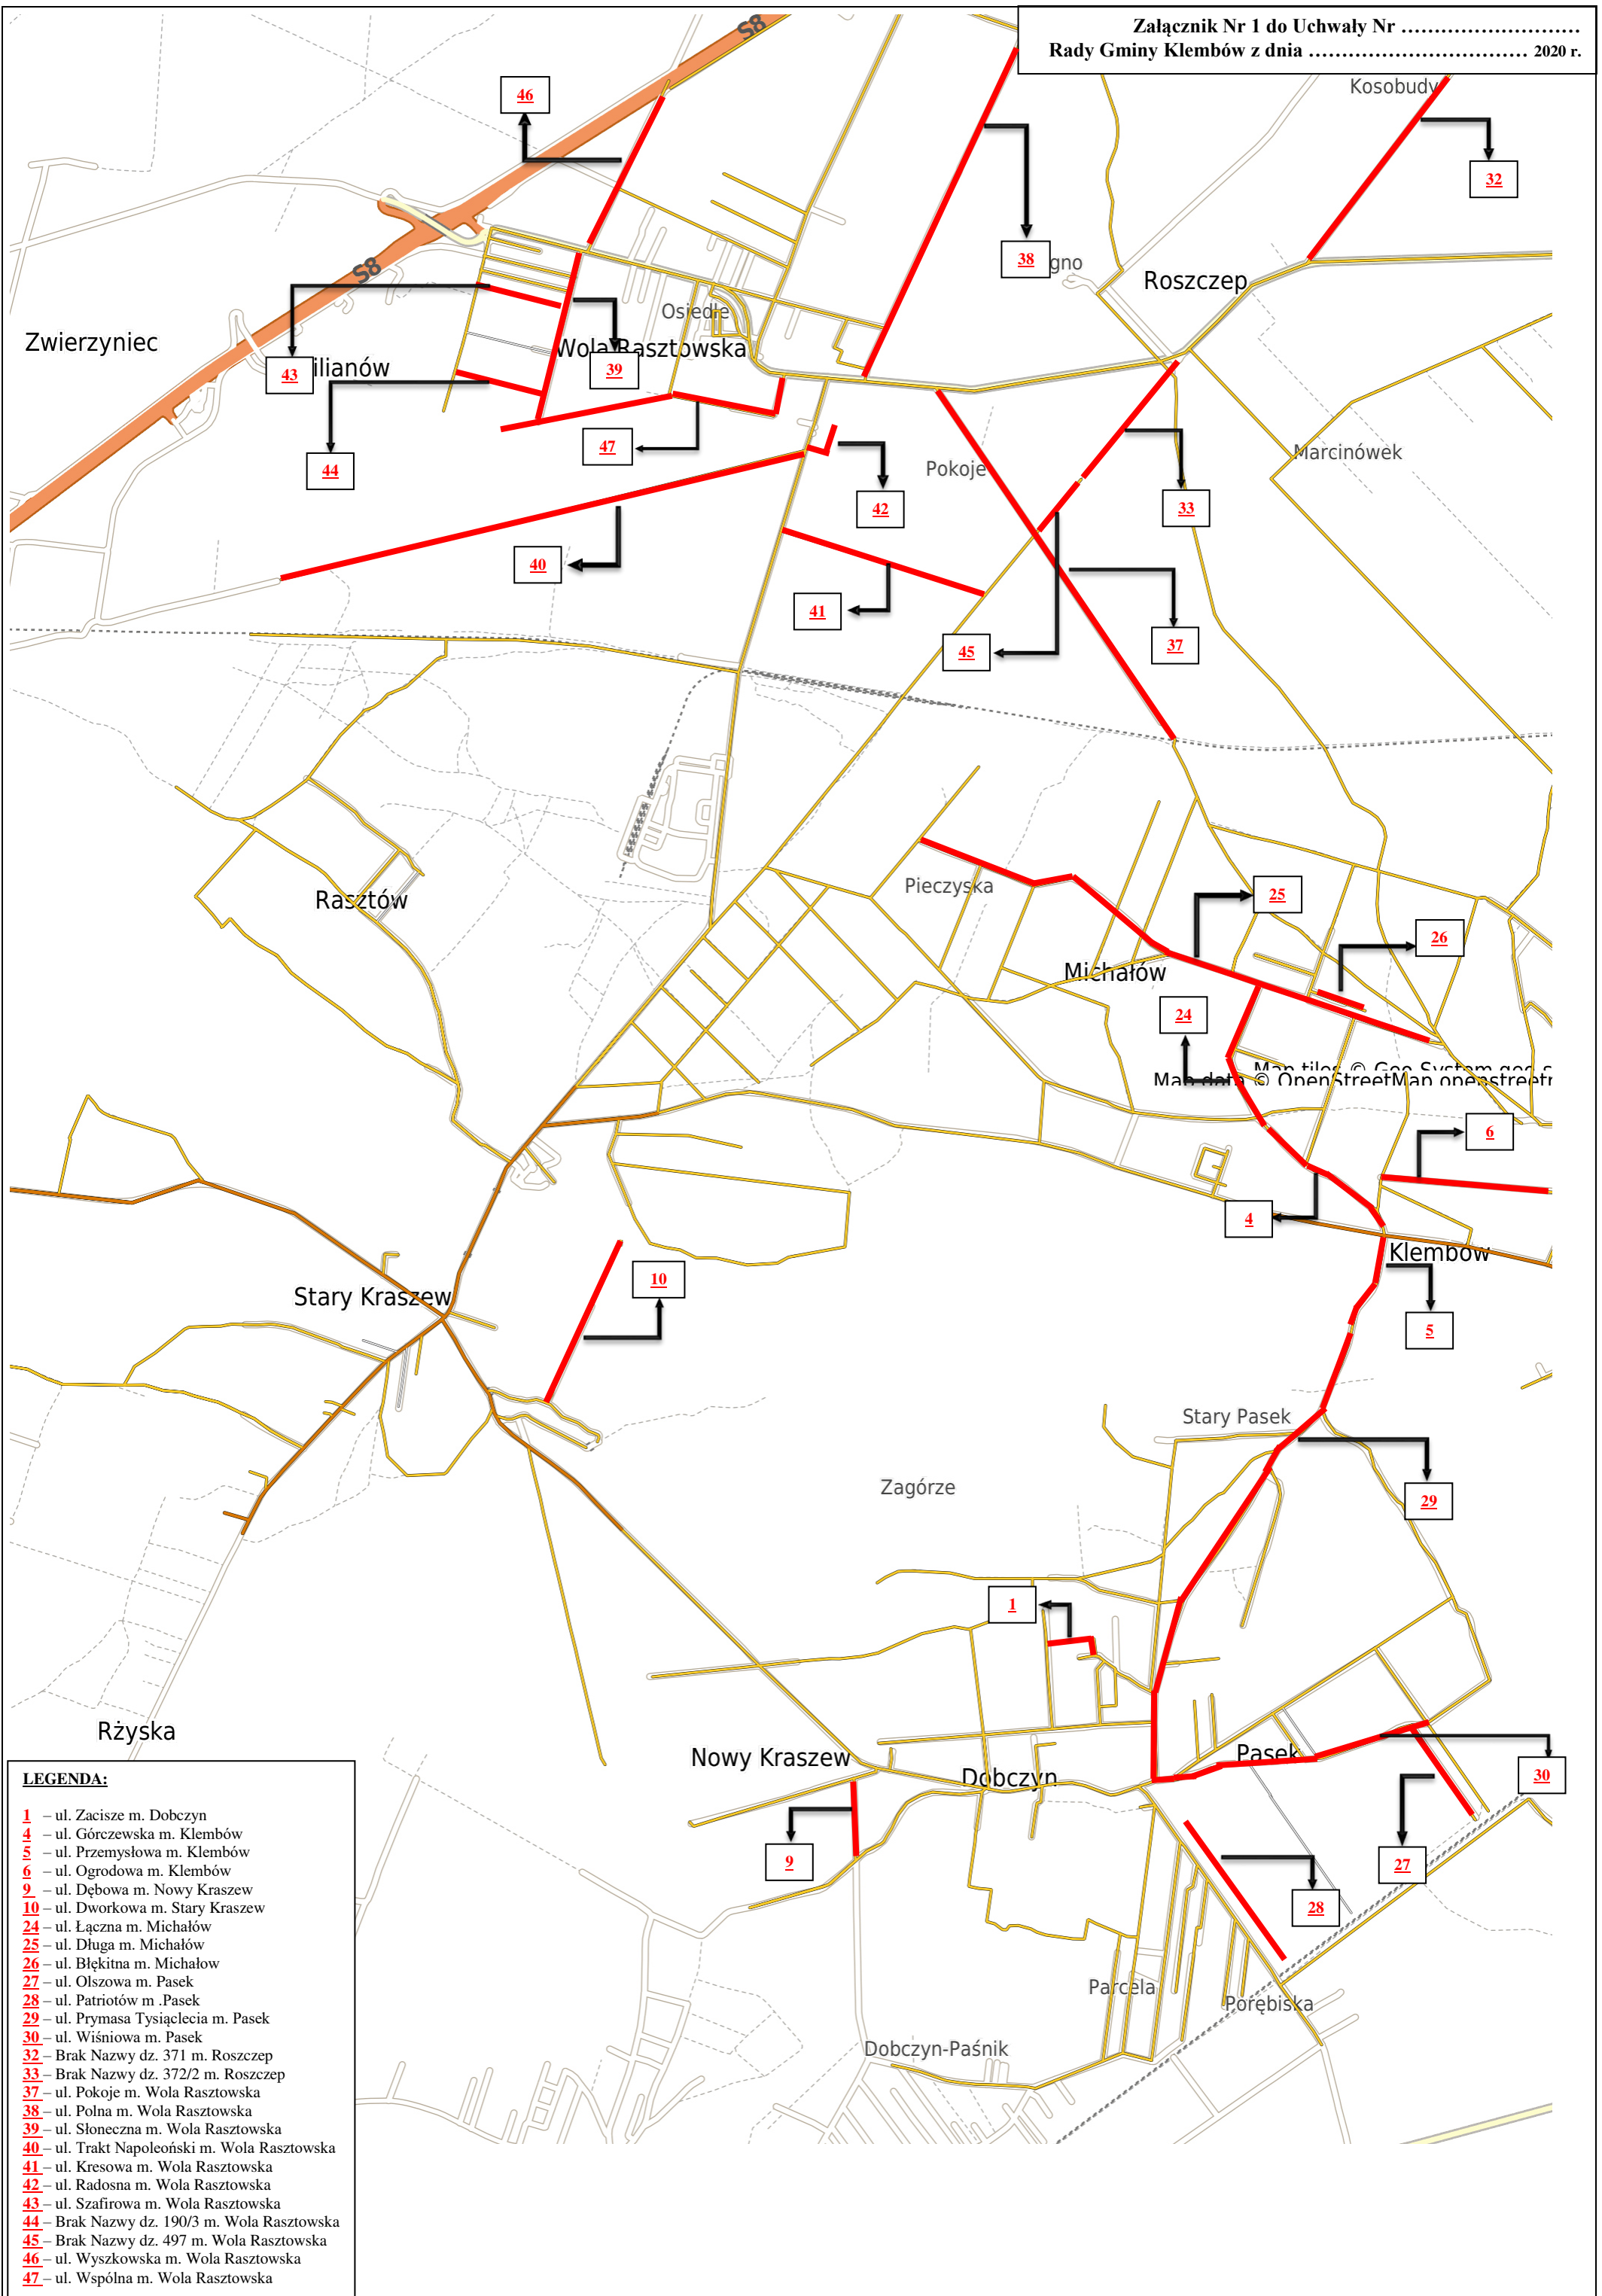 Załącznik Nr 1 do Uchwały Nr ...........................
Rady Gminy Klembów z dnia ................................. 2020 r.
S8
Kosobudy
46
32
38
gno
Roszczep
S8
Osiedle
Zwierzyniec
Wola Rasztowska
43
ilianów
39
47
44
Marcinówek
Pokoje
42
33
40
41
45
37
Pieczyska
25
Rasztów
26
Michałów
24
Map tiles © Geo-System
Map data © OpenStreetMap
6
4
Klembów
10
Stary Kraszew
5
Stary Pasek
Zagórze
29
1
Rżyska
Nowy Kraszew
Pasek
Dobczyn
30
9
27
28
Parcela
Porębiska
Dobczyn-Paśnik
LEGENDA:
1 – ul. Zacisze m. Dobczyn
4 – ul. Górczewska m. Klembów
5 – ul. Przemysłowa m. Klembów
6 – ul. Ogrodowa m. Klembów
9 – ul. Dębowa m. Nowy Kraszew
10 – ul. Dworkowa m. Stary Kraszew
24 – ul. Łączna m. Michałów
25 – ul. Długa m. Michałów
26 – ul. Błękitna m. Michałow
27 – ul. Olszowa m. Pasek
28 – ul. Patriotów m .Pasek
29 – ul. Prymasa Tysiąclecia m. Pasek
30 – ul. Wiśniowa m. Pasek
32 – Brak Nazwy dz. 371 m. Roszczep
33 – Brak Nazwy dz. 372/2 m. Roszczep
37 – ul. Pokoje m. Wola Rasztowska
38 – ul. Polna m. Wola Rasztowska
39 – ul. Słoneczna m. Wola Rasztowska
40 – ul. Trakt Napoleoński m. Wola Rasztowska
41 – ul. Kresowa m. Wola Rasztowska
42 – ul. Radosna m. Wola Rasztowska
43 – ul. Szafirowa m. Wola Rasztowska
44 – Brak Nazwy dz. 190/3 m. Wola Rasztowska
45 – Brak Nazwy dz. 497 m. Wola Rasztowska
46 – ul. Wyszkowska m. Wola Rasztowska
47 – ul. Wspólna m. Wola Rasztowska